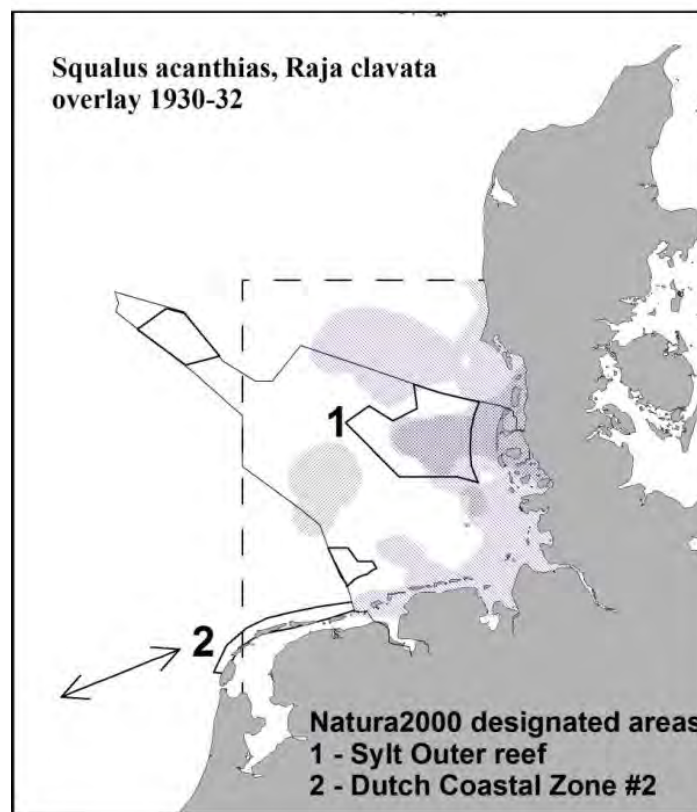 Squalus acanthias, Raja clavata
overlay 1930-32
1
2
Natura2000 designated areas
1 - Sylt Outer reef
2 - Dutch Coastal Zone #2